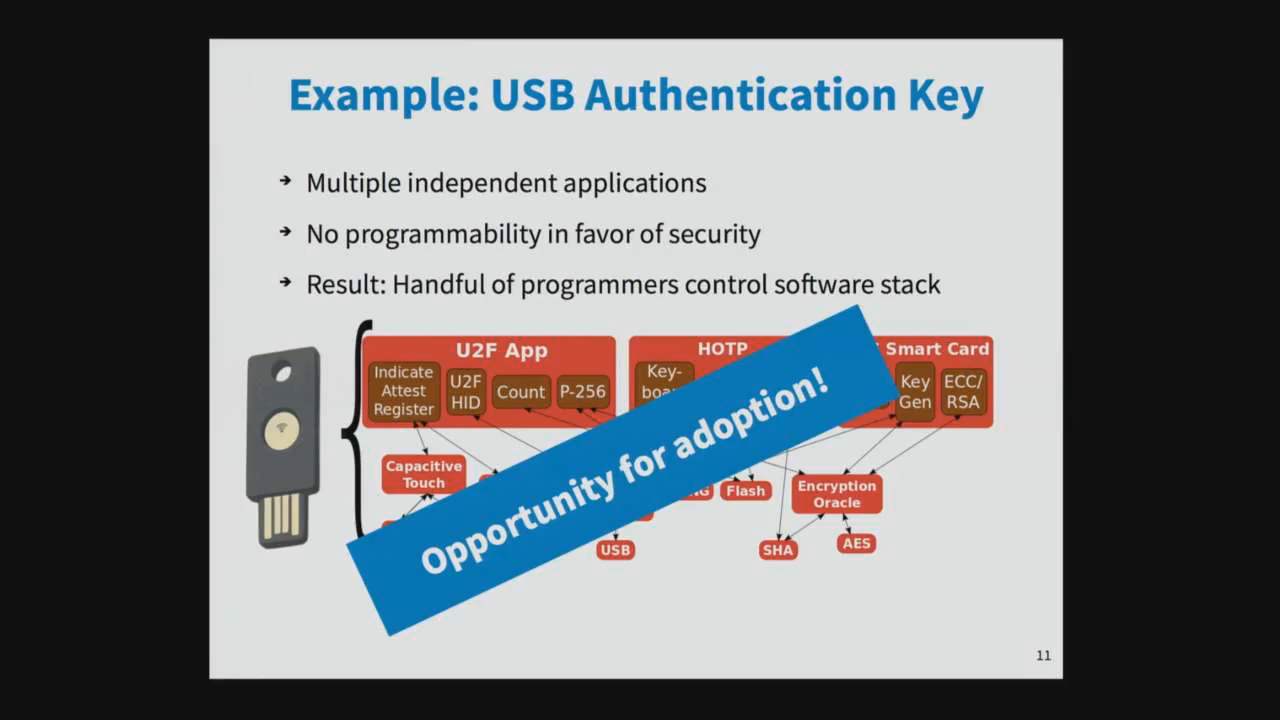 Example: USB Authentication Key
Multiple independent applications
No programmability in favor of security
Result: Handful of programmers control software stack
U2F App
HOTP
Smart Card
Indicate
Attest
Register
U2F
HID
Count
P-256
Key-
Key
Gen
ECC/
RSA
Opportunity for adoption!
Capacitive
Touch
Flash
Encryption
Oracle
USB
SHA
AES
11